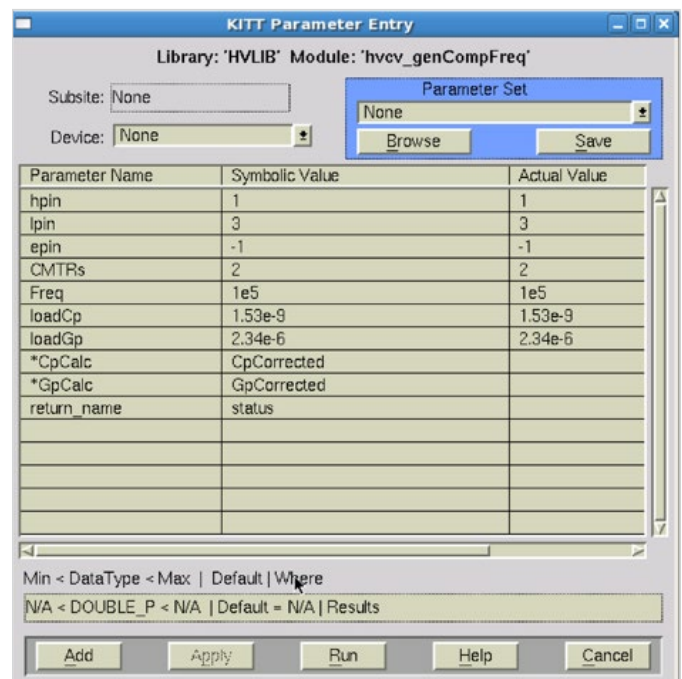 KITT Parameter Entry
Library: 'HVLIB' Module: 'hvcv_genCompFreq'
Subsite: None
Device: None
Parameter Set
None
Browse Save
Parameter Name Symbolic Value Actual Value
hpin 1 1
lpin 3 3
epin -1 -1
CMTRs 2 2
Freq 1e5 1e5
loadCp 1.53e-9 1.53e-9
loadGp 2.34e-6 2.34e-6
*CpCalc CpCorrected
*GpCalc GpCorrected
return_name status
Min < DataType < Max | Default | Where
N/A < DOUBLE_P < N/A | Default = N/A | Results
Add Apply Run Help Cancel